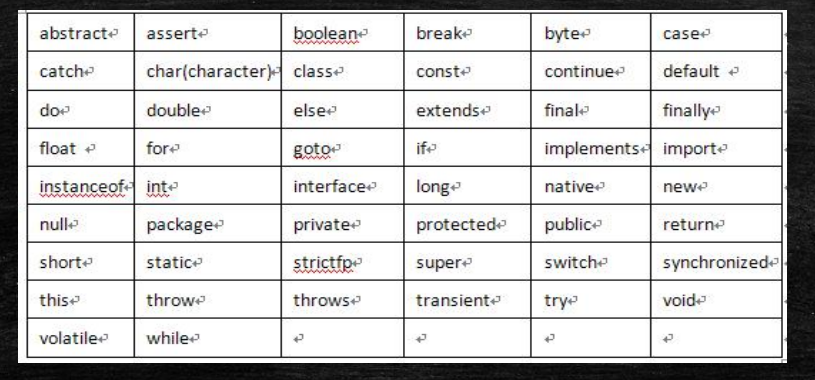 abstract assert boolean break byte case
catch char(character) class const continue default
do double else extends final finally
float for goto if implements import
instanceof int interface long native new
null package private protected public return
short static strictfp super switch synchronized
this throw throws transient try void
volatile while